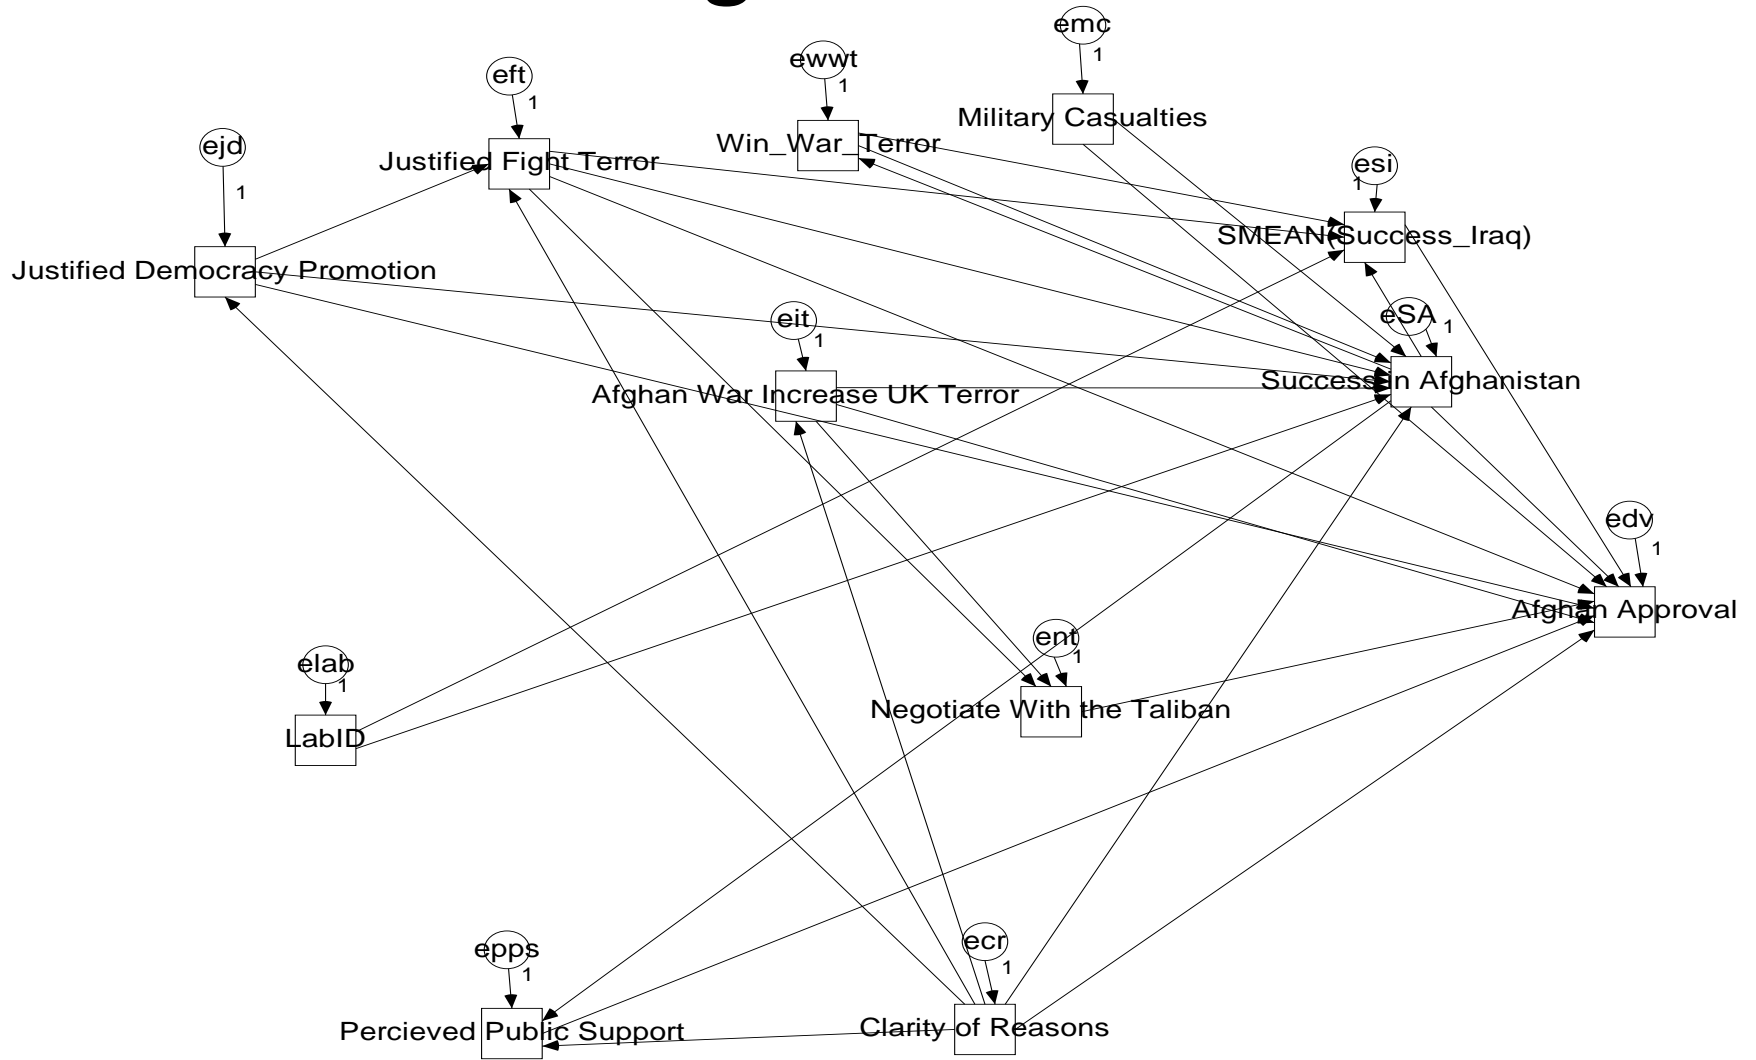 emc
1
ewwt
1
eft
1
Military Casualties
Win_War_Terror
ejd
1
Justified Fight Terror
esi
1
SMEAN(Success_Iraq)
Justified Democracy Promotion
eit
1
eSA
1
Afghan War Increase UK Terror
Success in Afghanistan
edv
1
Afghan Approval
ent
1
elab
1
Negotiate With the Taliban
LabID
epps
1
ecr
1
Percieved Public Support
Clarity of Reasons